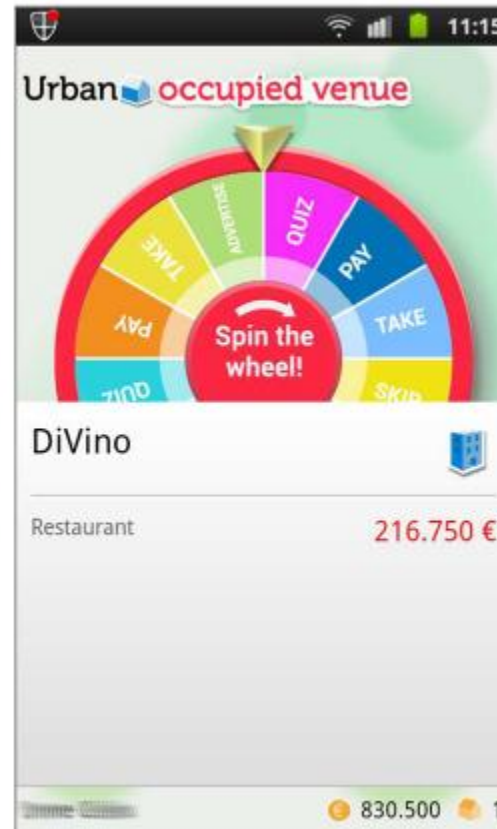 11:15
Urban occupied venue
ADVERTISE
QUIZ
TAKE
PAY
PAY
TAKE
QUIZ
SKIP
Spin the
wheel!
DiVino
Restaurant
216.750 €
830.500 1